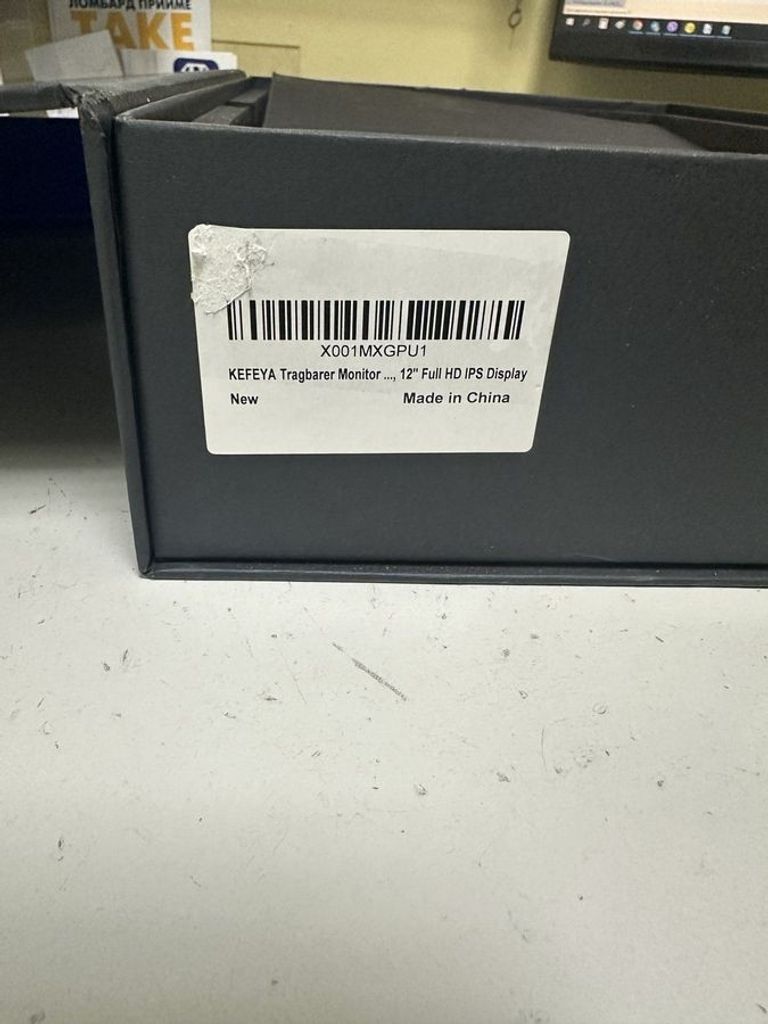 ЛОМБАРД ПРИЙМЕ
TAKE
X001MXGPU1
KEFEYA Tragbarer Monitor ..., 12" Full HD IPS Display
New Made in China